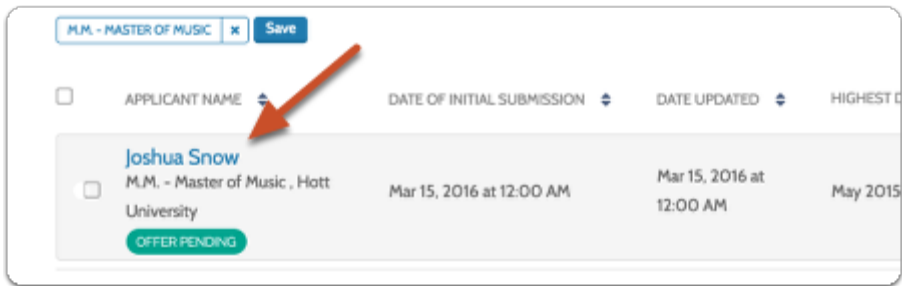 M.M. - MASTER OF MUSIC × Save
APPLICANT NAME DATE OF INITIAL SUBMISSION DATE UPDATED HIGHEST D
Joshua Snow
M.M. - Master of Music , Hott
University
Mar 15, 2016 at 12:00 AM
Mar 15, 2016 at
12:00 AM
May 2015
OFFER PENDING